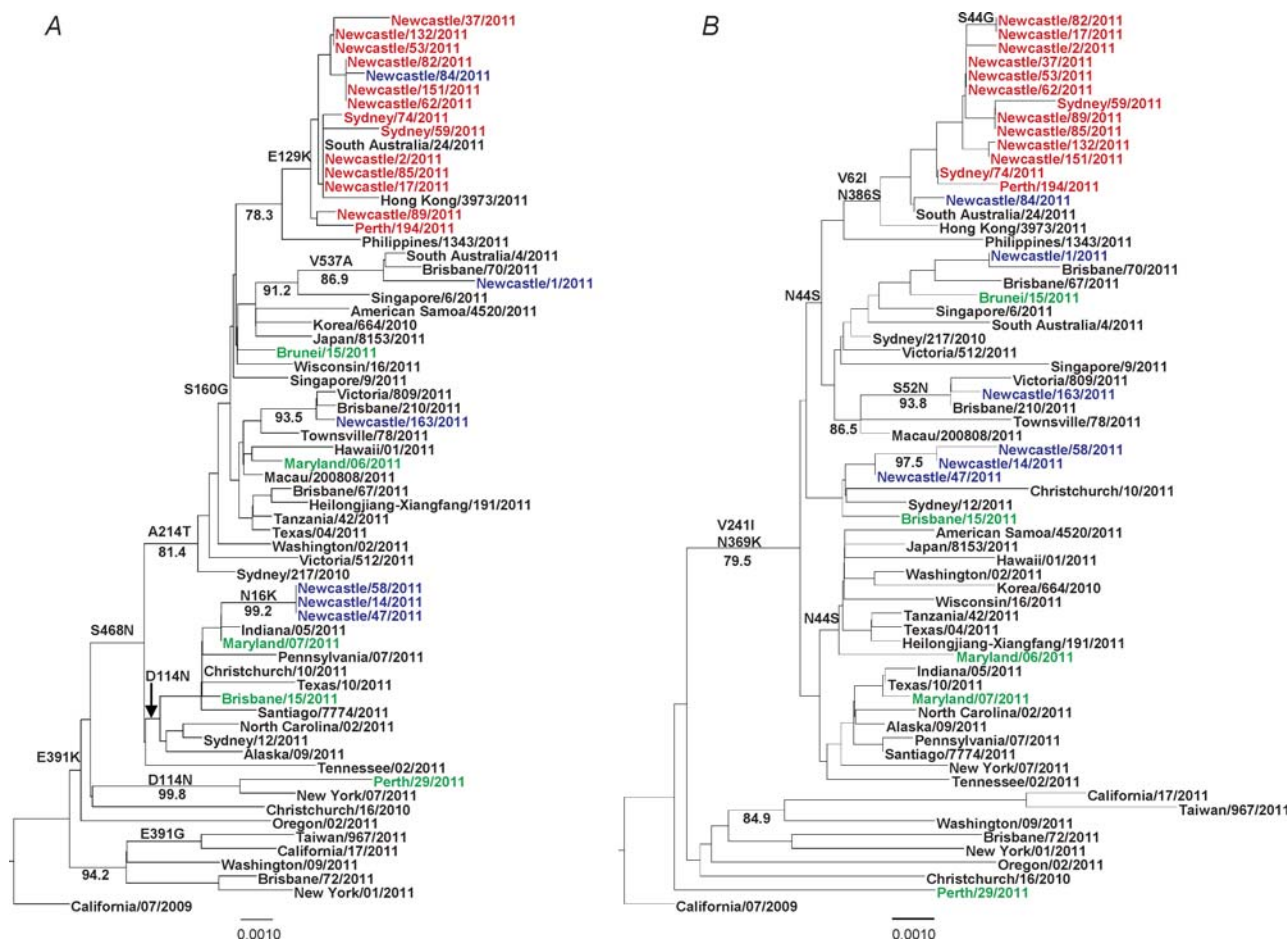 A
Newcastle/37/2011
Newcastle/132/2011
Newcastle/53/2011
Newcastle/82/2011
Newcastle/84/2011
Newcastle/151/2011
Newcastle/62/2011
Sydney/74/2011
Sydney/59/2011
South Australia/24/2011
E129K
Newcastle/2/2011
Newcastle/85/2011
Newcastle/17/2011
Hong Kong/3973/2011
78.3
Newcastle/89/2011
Perth/194/2011
Philippines/1343/2011
South Australia/4/2011
V537A
Brisbane/70/2011
86.9
Newcastle/1/2011
91.2
Singapore/6/2011
American Samoa/4520/2011
Korea/664/2010
Japan/8153/2011
Brunei/15/2011
Wisconsin/16/2011
Singapore/9/2011
S160G
Victoria/809/2011
Brisbane/210/2011
93.5
Newcastle/163/2011
Townsville/78/2011
Hawaii/01/2011
Maryland/06/2011
Macau/200808/2011
Brisbane/67/2011
Heilongjiang-Xiangfang/191/2011
Tanzania/42/2011
Texas/04/2011
A214T
Washington/02/2011
81.4
Victoria/512/2011
Sydney/217/2010
Newcastle/58/2011
N16K
Newcastle/14/2011
99.2
Newcastle/47/2011
S468N
Indiana/05/2011
Maryland/07/2011
Pennsylvania/07/2011
Christchurch/10/2011
D114N
Texas/10/2011
Brisbane/15/2011
Santiago/7774/2011
North Carolina/02/2011
Sydney/12/2011
Alaska/09/2011
E391K
Tennessee/02/2011
D114N
Perth/29/2011
99.8
New York/07/2011
Christchurch/16/2010
Oregon/02/2011
E391G
Taiwan/967/2011
California/17/2011
Washington/09/2011
94.2
Brisbane/72/2011
New York/01/2011
California/07/2009
0.0010
B
S44G
Newcastle/82/2011
Newcastle/17/2011
Newcastle/2/2011
Newcastle/37/2011
Newcastle/53/2011
Newcastle/62/2011
Sydney/59/2011
Newcastle/89/2011
Newcastle/85/2011
Newcastle/132/2011
Newcastle/151/2011
Sydney/74/2011
V62I
Perth/194/2011
N386S
Newcastle/84/2011
South Australia/24/2011
Hong Kong/3973/2011
Philippines/1343/2011
Newcastle/1/2011
Brisbane/70/2011
Brisbane/67/2011
Brunei/15/2011
N44S
Singapore/6/2011
South Australia/4/2011
Sydney/217/2010
Victoria/512/2011
Singapore/9/2011
Victoria/809/2011
S52N
Newcastle/163/2011
93.8
Brisbane/210/2011
Townsville/78/2011
86.5
Macau/200808/2011
Newcastle/58/2011
97.5
Newcastle/14/2011
Newcastle/47/2011
Christchurch/10/2011
Sydney/12/2011
Brisbane/15/2011
V241I
American Samoa/4520/2011
N369K
Japan/8153/2011
79.5
Hawaii/01/2011
Washington/02/2011
Korea/664/2010
Wisconsin/16/2011
Tanzania/42/2011
N44S
Texas/04/2011
Heilongjiang-Xiangfang/191/2011
Maryland/06/2011
Indiana/05/2011
Texas/10/2011
Maryland/07/2011
North Carolina/02/2011
Alaska/09/2011
Pennsylvania/07/2011
Santiago/7774/2011
New York/07/2011
Tennessee/02/2011
California/17/2011
Taiwan/967/2011
84.9
Washington/09/2011
Brisbane/72/2011
New York/01/2011
Oregon/02/2011
Christchurch/16/2010
Perth/29/2011
California/07/2009
0.0010